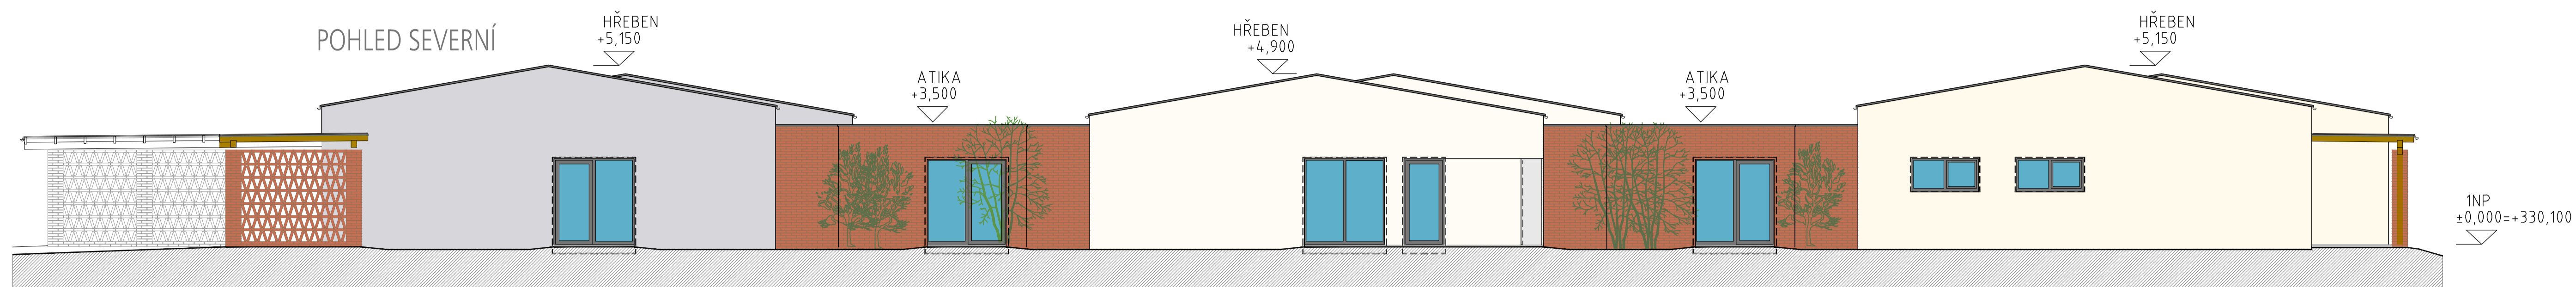 POHLED SEVERNÍ
HŘEBEN
+5,150
ATIKA
+3,500
HŘEBEN
+4,900
ATIKA
+3,500
HŘEBEN
+5,150
1NP
±0,000=+330,100